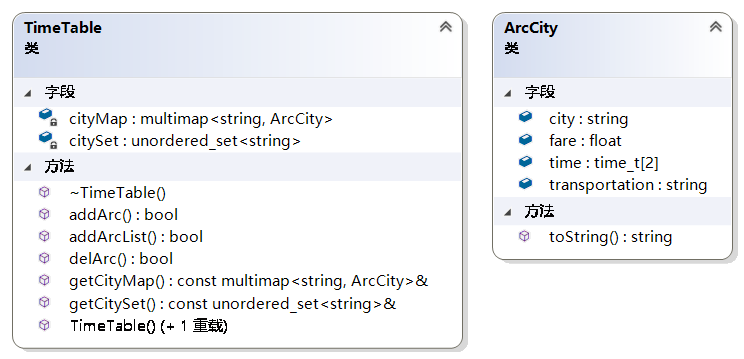 TimeTable
类
字段
cityMap : multimap<string, ArcCity>
citySet : unordered_set<string>
方法
~TimeTable()
addArc() : bool
addArcList() : bool
delArc() : bool
getCityMap() : const multimap<string, ArcCity>&
getCitySet() : const unordered_set<string>&
TimeTable() (+ 1 重载)
ArcCity
类
字段
city : string
fare : float
time : time_t[2]
transportation : string
方法
toString() : string